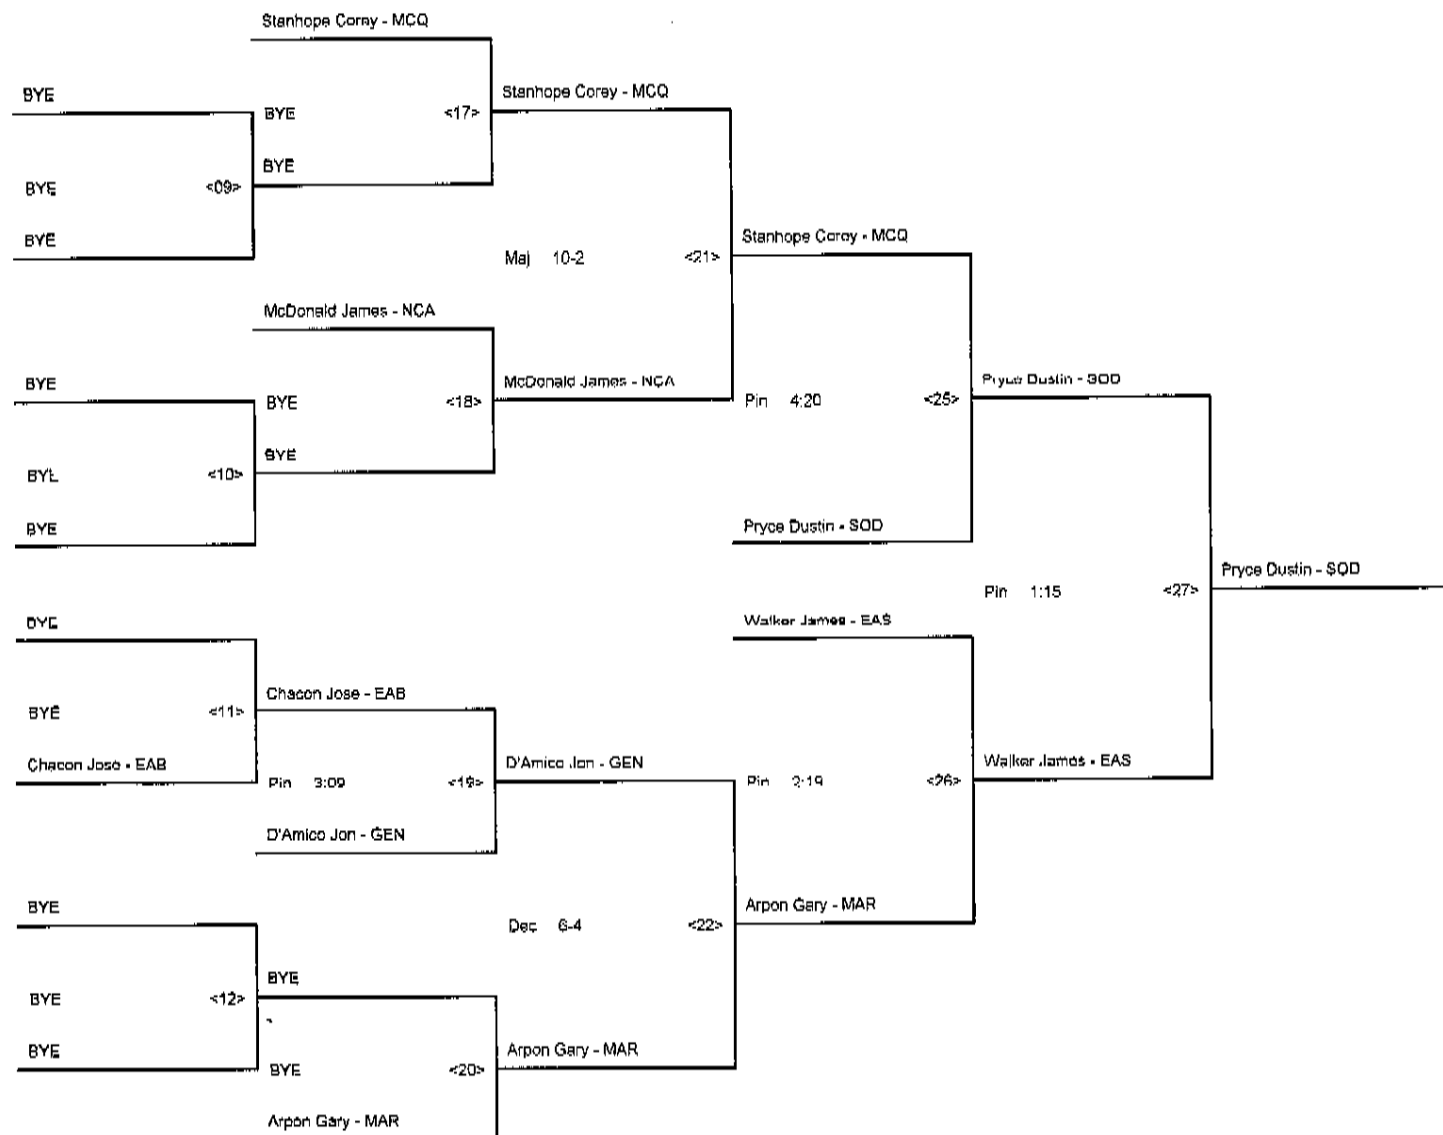 Stanhope Corey - MCQ
BYE
Stanhope Corey - MCQ
BYE
<17>
BYE
BYE
<09>
BYE
Stanhope Corey - MCQ
Maj 10-2
<21>
McDonald James - NCA
BYE
McDonald James - NCA
Pryce Dustin - SOD
BYE
<18>
Pin 4:20
<25>
BYE
BYE
<10>
BYE
Pryce Dustin - SOD
Pryce Dustin - SOD
Pin 1:15
<27>
BYE
Walker James - EAS
Chacon Jose - EAB
BYE
<11>
Chacon Jose - EAB
D'Amico Jon - GEN
Walker James - EAS
Pin 3:09
<19>
Pin
<26>
D'Amico Jon - GEN
BYE
Arpon Gary - MAR
Dec 6-4
<22>
BYE
BYE
<12>
BYE
Arpon Gary - MAR
BYE
<20>
Arpon Gary - MAR